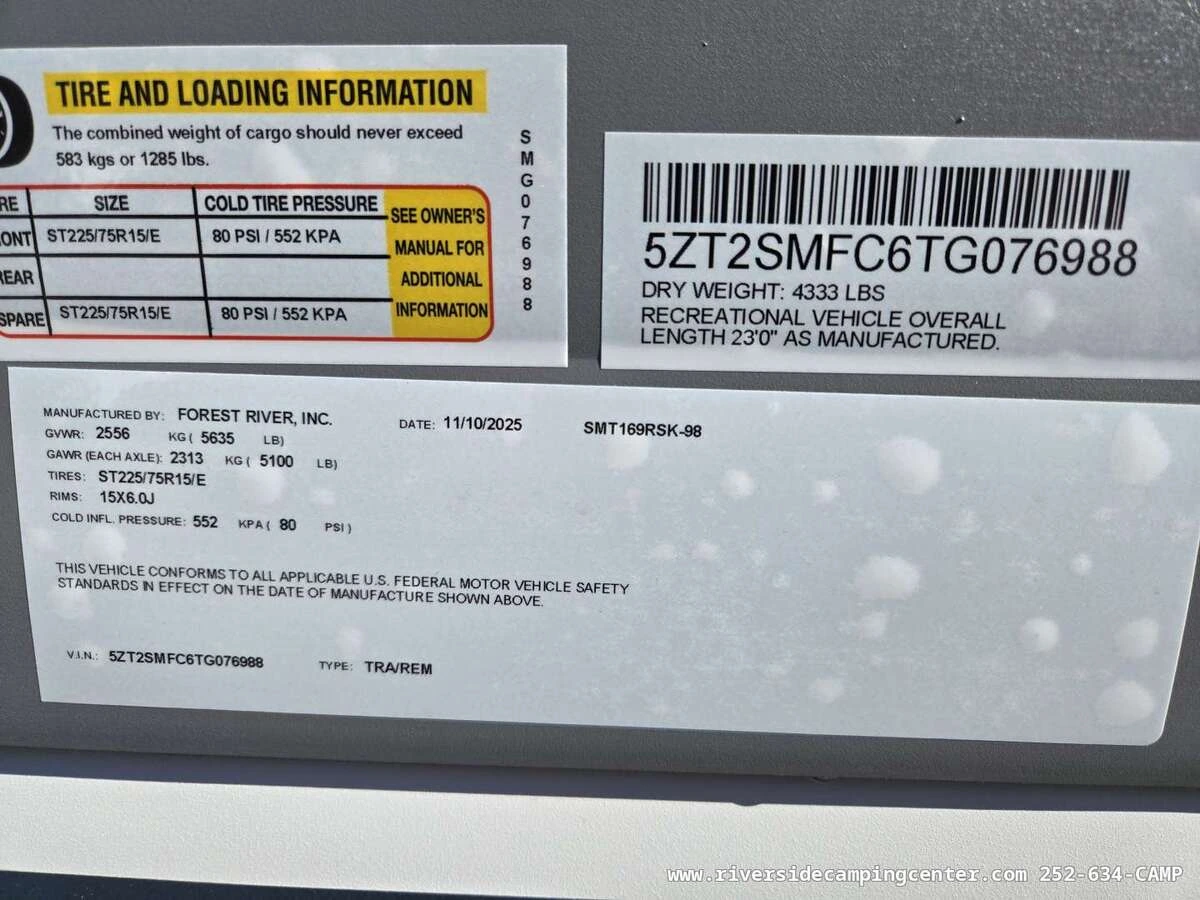 TIRE AND LOADING INFORMATION
The combined weight of cargo should never exceed
583 kgs or 1285 lbs.
RE SIZE COLD TIRE PRESSURE SEE OWNER'S
ONT ST225/75R15/E 80 PSI / 552 KPA MANUAL FOR
REAR ADDITIONAL
SPARE ST225/75R15/E 80 PSI / 552 KPA INFORMATION
SMG076988
5ZT2SMFC6TG076988
DRY WEIGHT: 4333 LBS
RECREATIONAL VEHICLE OVERALL
LENGTH 23'0" AS MANUFACTURED.
MANUFACTURED BY: FOREST RIVER, INC. DATE: 11/10/2025 SMT169RSK-98
GVWR: 2556 KG ( 5635 LB)
GAWR (EACH AXLE): 2313 KG ( 5100 LB)
TIRES: ST225/75R15/E
RIMS: 15X6.0J
COLD INFL. PRESSURE: 552 KPA ( 80 PSI )
THIS VEHICLE CONFORMS TO ALL APPLICABLE U.S. FEDERAL MOTOR VEHICLE SAFETY
STANDARDS IN EFFECT ON THE DATE OF MANUFACTURE SHOWN ABOVE.
V.I.N.: 5ZT2SMFC6TG076988 TYPE: TRA/REM
www.riversidecampingcenter.com 252-634-CAMP